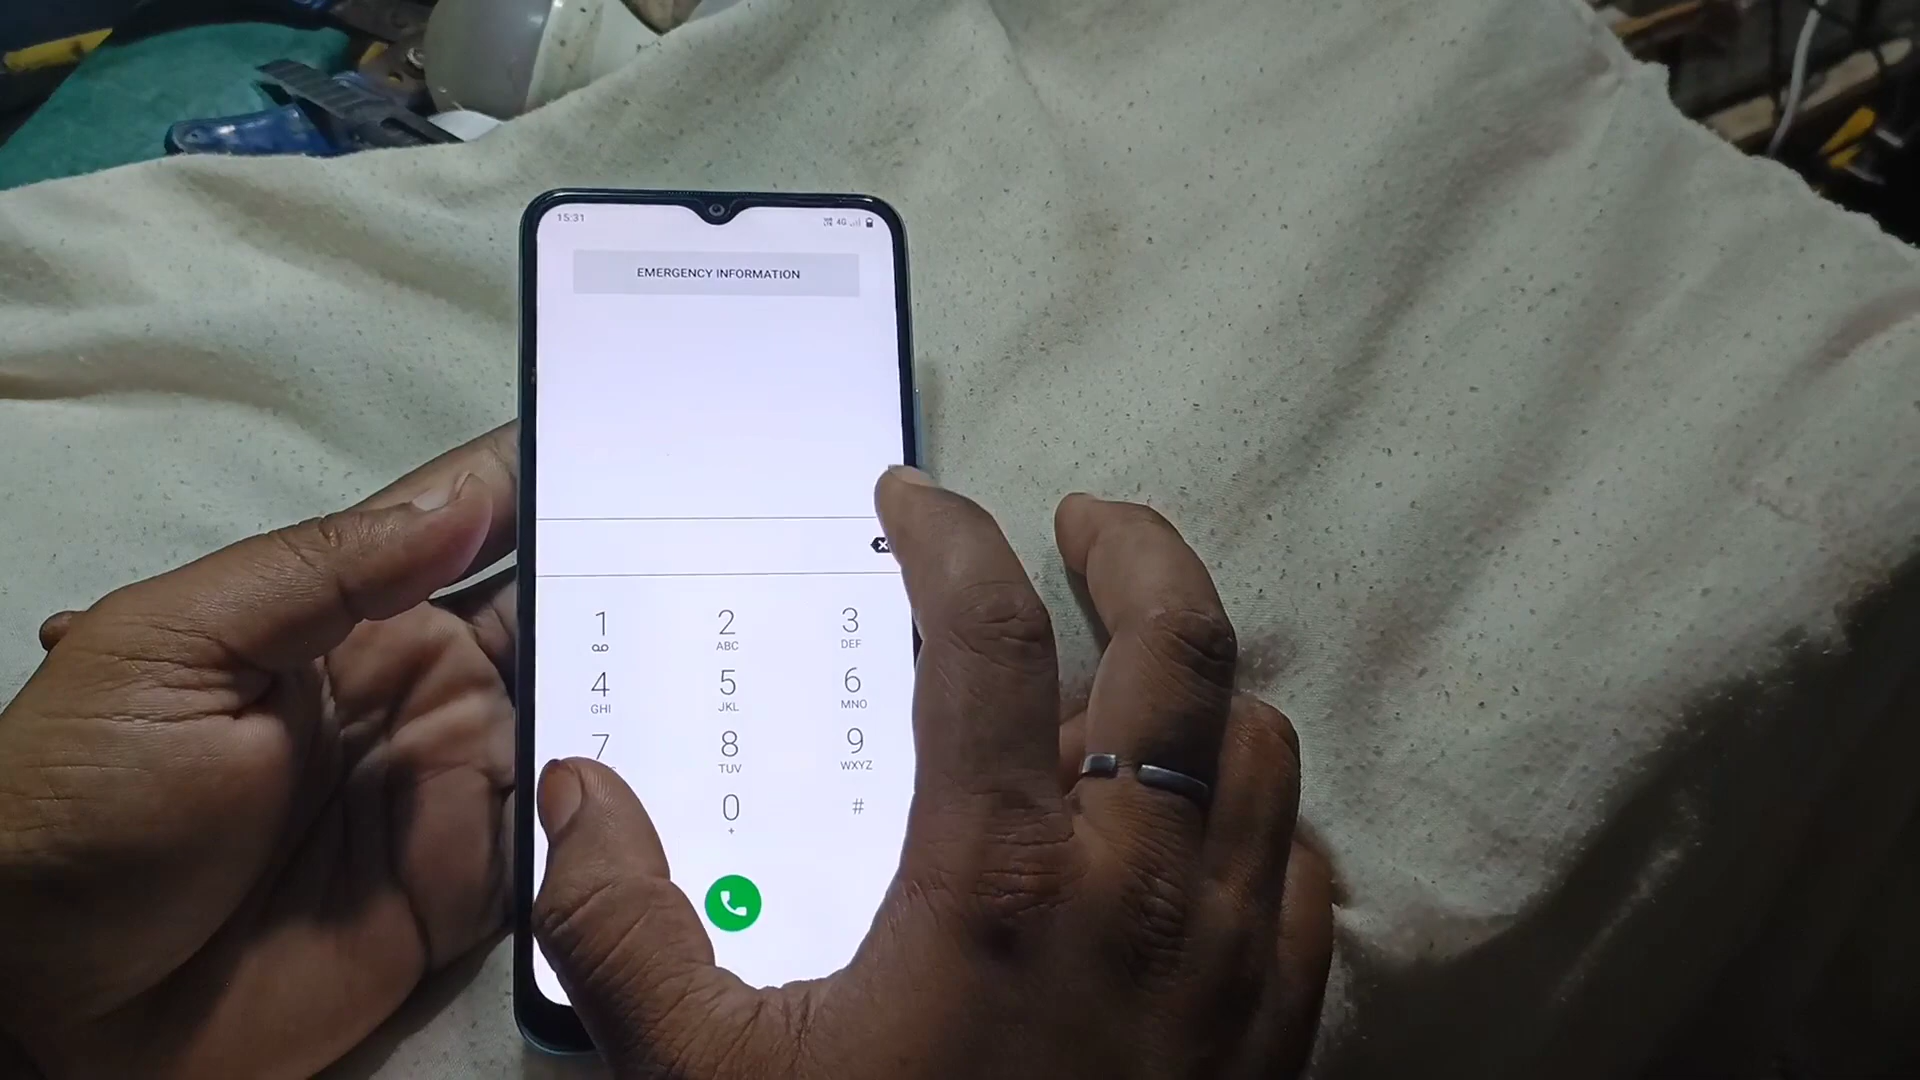 15:31 4G
EMERGENCY INFORMATION
1 2 3
ABC DEF
4 5 6
GHI JKL MNO
7 8 9
TUV WXYZ
0 #
+